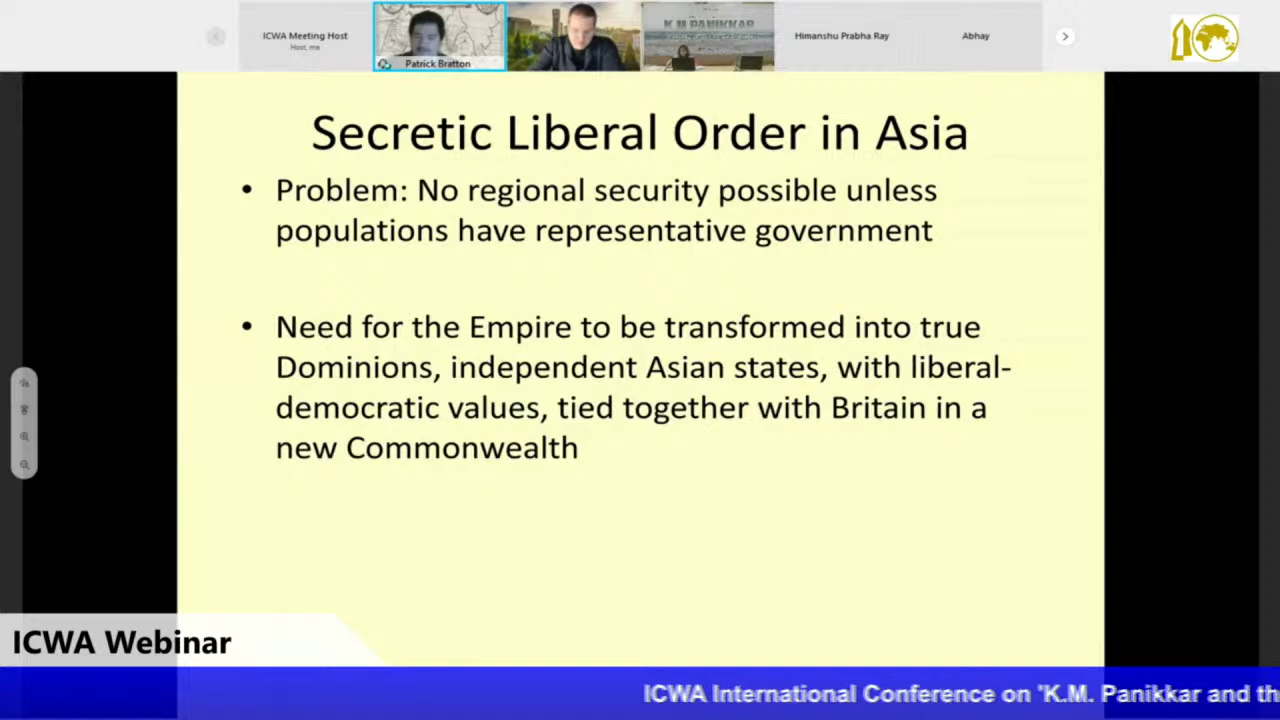 ICWA Meeting Host
Host, me
Patrick Bratton
K M PANIKKAR
Himanshu Prabha Ray
Abhay
Secretic Liberal Order in Asia
• Problem: No regional security possible unless
populations have representative government
• Need for the Empire to be transformed into true
Dominions, independent Asian states, with liberal-
democratic values, tied together with Britain in a
new Commonwealth
ICWA Webinar
ICWA International Conference on 'K.M. Panikkar and th